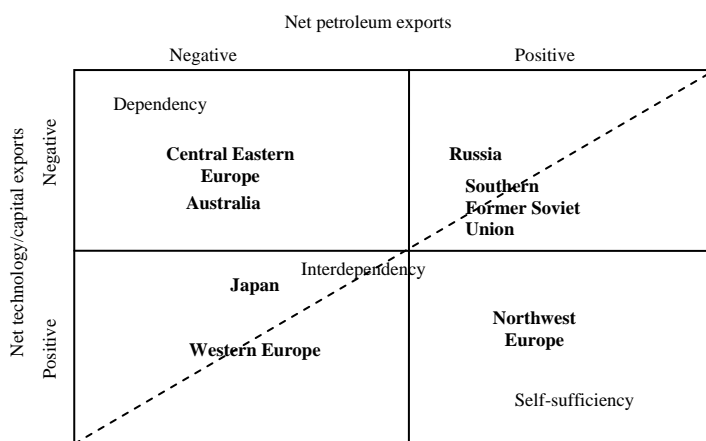 Net petroleum exports
Negative
Positive
Net technology/capital exports
Negative
Positive
Dependency
Central Eastern
Europe
Australia
Russia
Southern
Former Soviet
Union
Interdependency
Japan
Western Europe
Northwest
Europe
Self-sufficiency